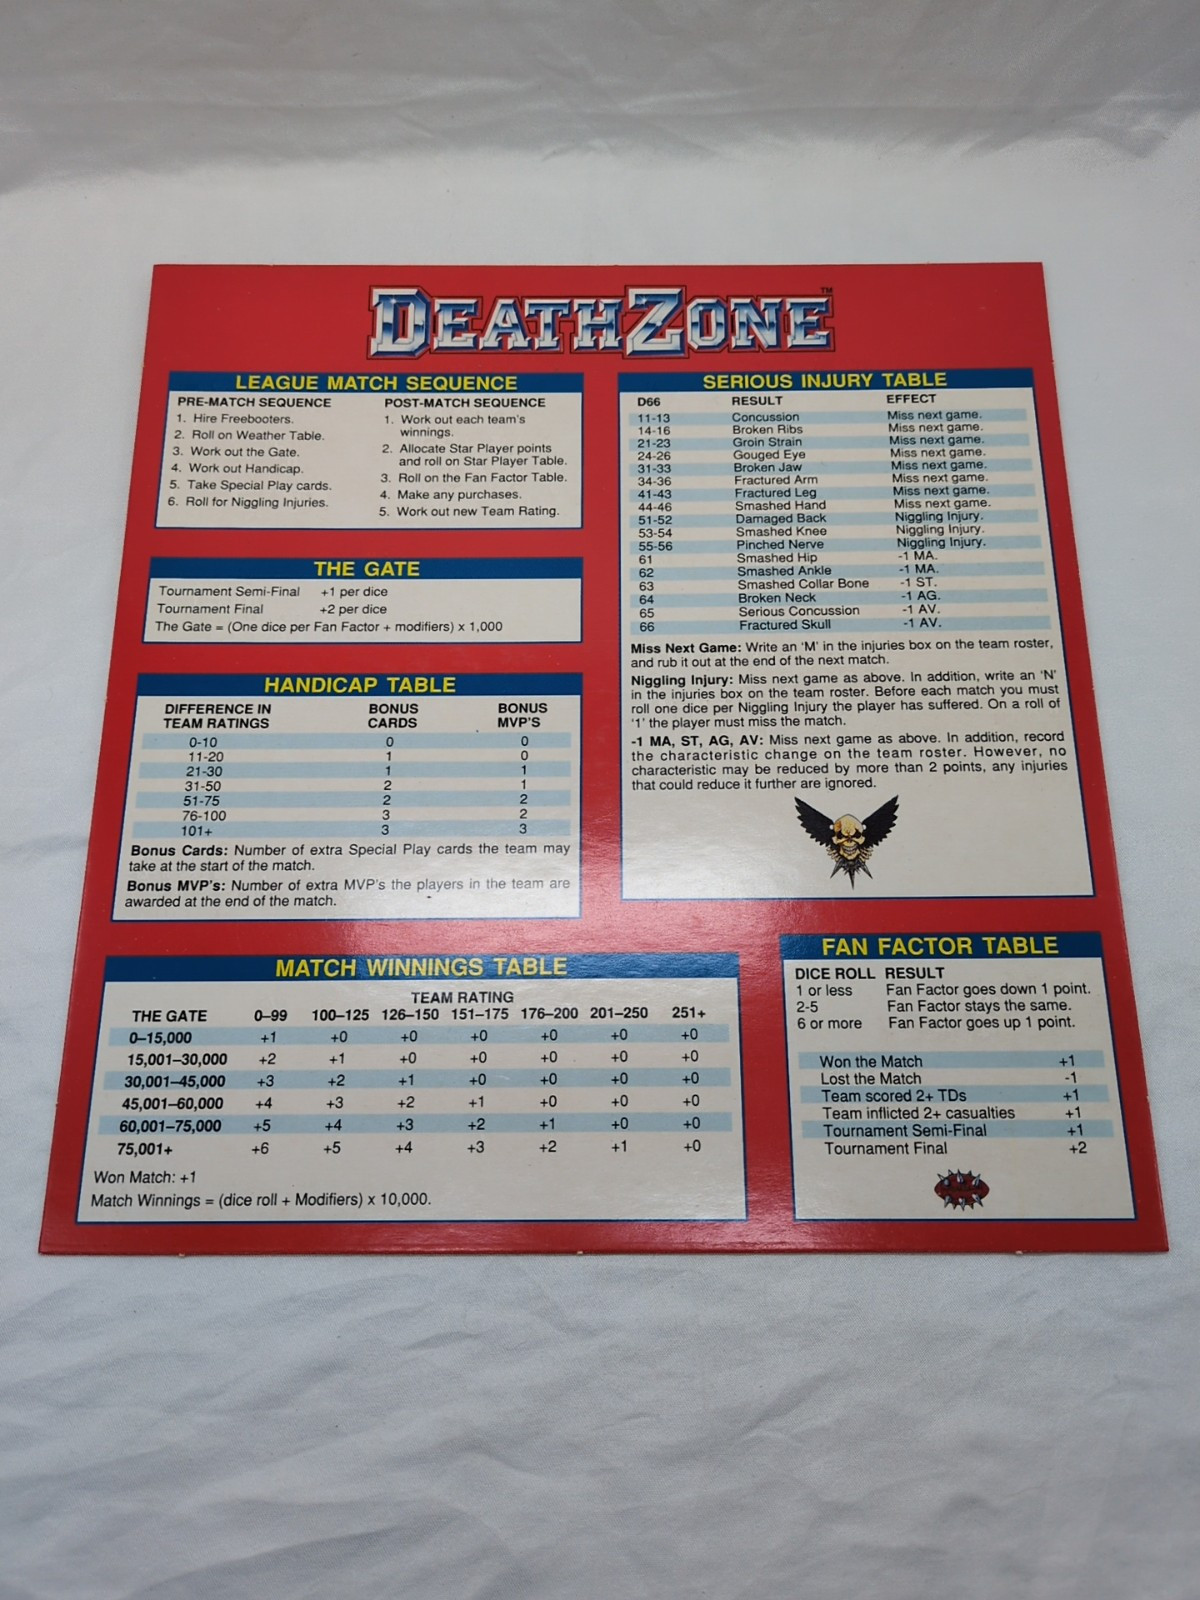 DEATHZONE™
LEAGUE MATCH SEQUENCE
PRE-MATCH SEQUENCE
1. Hire Freebooters.
2. Roll on Weather Table.
3. Work out the Gate.
4. Work out Handicap.
5. Take Special Play cards.
6. Roll for Niggling Injuries.
POST-MATCH SEQUENCE
1. Work out each team's
winnings.
2. Allocate Star Player points
and roll on Star Player Table.
3. Roll on the Fan Factor Table.
4. Make any purchases.
5. Work out new Team Rating.
THE GATE
Tournament Semi-Final +1 per dice
Tournament Final +2 per dice
The Gate = (One dice per Fan Factor + modifiers) x 1,000
HANDICAP TABLE
DIFFERENCE IN BONUS BONUS
TEAM RATINGS CARDS MVP'S
0-10 0 0
11-20 1 0
21-30 1 1
31-50 2 1
51-75 2 2
76-100 3 2
101+ 3 3
Bonus Cards: Number of extra Special Play cards the team may
take at the start of the match.
Bonus MVP's: Number of extra MVP's the players in the team are
awarded at the end of the match.
SERIOUS INJURY TABLE
D66 RESULT EFFECT
11-13 Concussion Miss next game.
14-16 Broken Ribs Miss next game.
21-23 Groin Strain Miss next game.
24-26 Gouged Eye Miss next game.
31-33 Broken Jaw Miss next game.
34-36 Fractured Arm Miss next game.
41-43 Fractured Leg Miss next game.
44-46 Smashed Hand Miss next game.
51-52 Damaged Back Niggling Injury.
53-54 Smashed Knee Niggling Injury.
55-56 Pinched Nerve Niggling Injury.
61 Smashed Hip -1 MA.
62 Smashed Ankle -1 MA.
63 Smashed Collar Bone -1 ST.
64 Broken Neck -1 AG.
65 Serious Concussion -1 AV.
66 Fractured Skull -1 AV.
Miss Next Game: Write an 'M' in the injuries box on the team roster,
and rub it out at the end of the next match.
Niggling Injury: Miss next game as above. In addition, write an 'N'
in the injuries box on the team roster. Before each match you must
roll one dice per Niggling Injury the player has suffered. On a roll of
'1' the player must miss the match.
-1 MA, ST, AG, AV: Miss next game as above. In addition, record
the characteristic change on the team roster. However, no
characteristic may be reduced by more than 2 points, any injuries
that could reduce it further are ignored.
MATCH WINNINGS TABLE
TEAM RATING
THE GATE 0–99 100–125 126–150 151–175 176–200 201–250 251+
0–15,000 +1 +0 +0 +0 +0 +0 +0
15,001–30,000 +2 +1 +0 +0 +0 +0 +0
30,001–45,000 +3 +2 +1 +0 +0 +0 +0
45,001–60,000 +4 +3 +2 +1 +0 +0 +0
60,001–75,000 +5 +4 +3 +2 +1 +0 +0
75,001+ +6 +5 +4 +3 +2 +1 +0
Won Match: +1
Match Winnings = (dice roll + Modifiers) x 10,000.
FAN FACTOR TABLE
DICE ROLL RESULT
1 or less Fan Factor goes down 1 point.
2-5 Fan Factor stays the same.
6 or more Fan Factor goes up 1 point.
Won the Match +1
Lost the Match -1
Team scored 2+ TDs +1
Team inflicted 2+ casualties +1
Tournament Semi-Final +1
Tournament Final +2